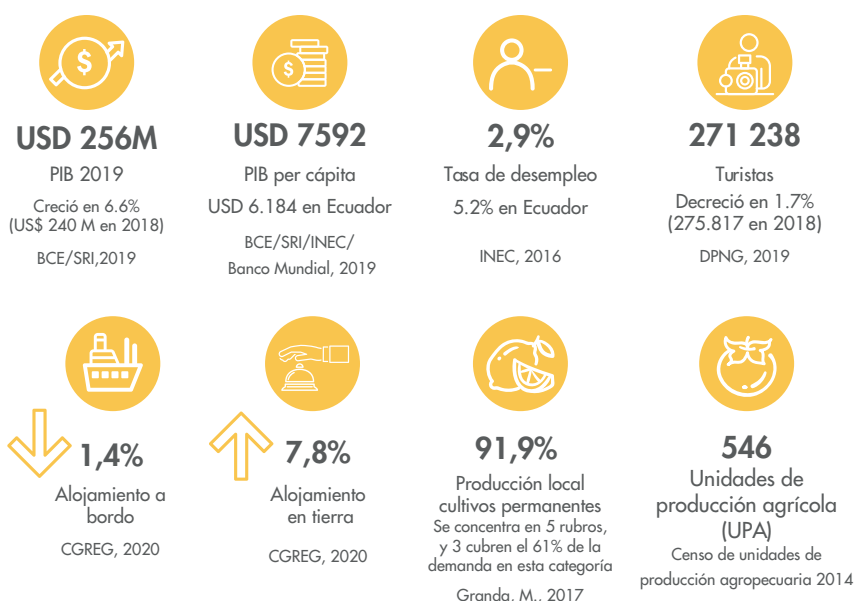 $
USD 256M
PIB 2019
Creció en 6.6%
(US$ 240 M en 2018)
BCE/SRI,2019
$
USD 7592
PIB per cápita
USD 6.184 en Ecuador
BCE/SRI/INEC/
Banco Mundial, 2019
2,9%
Tasa de desempleo
5.2% en Ecuador
INEC, 2016
271 238
Turistas
Decreció en 1.7%
(275.817 en 2018)
DPNG, 2019
1,4%
Alojamiento a
bordo
CGREG, 2020
7,8%
Alojamiento
en tierra
CGREG, 2020
91,9%
Producción local
cultivos permanentes
Se concentra en 5 rubros,
y 3 cubren el 61% de la
demanda en esta categoría
Granda, M., 2017
546
Unidades de
producción agrícola
(UPA)
Censo de unidades de
producción agropecuaria 2014